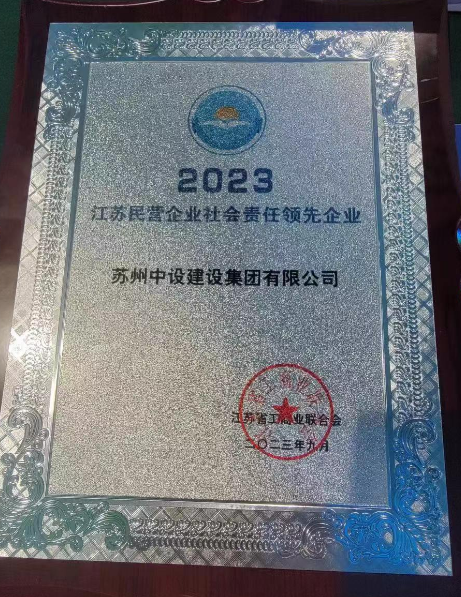 2023
江苏民营企业社会责任领先企业
苏州中设建设集团有限公司
江苏省工商业联合会
二〇二三年九月